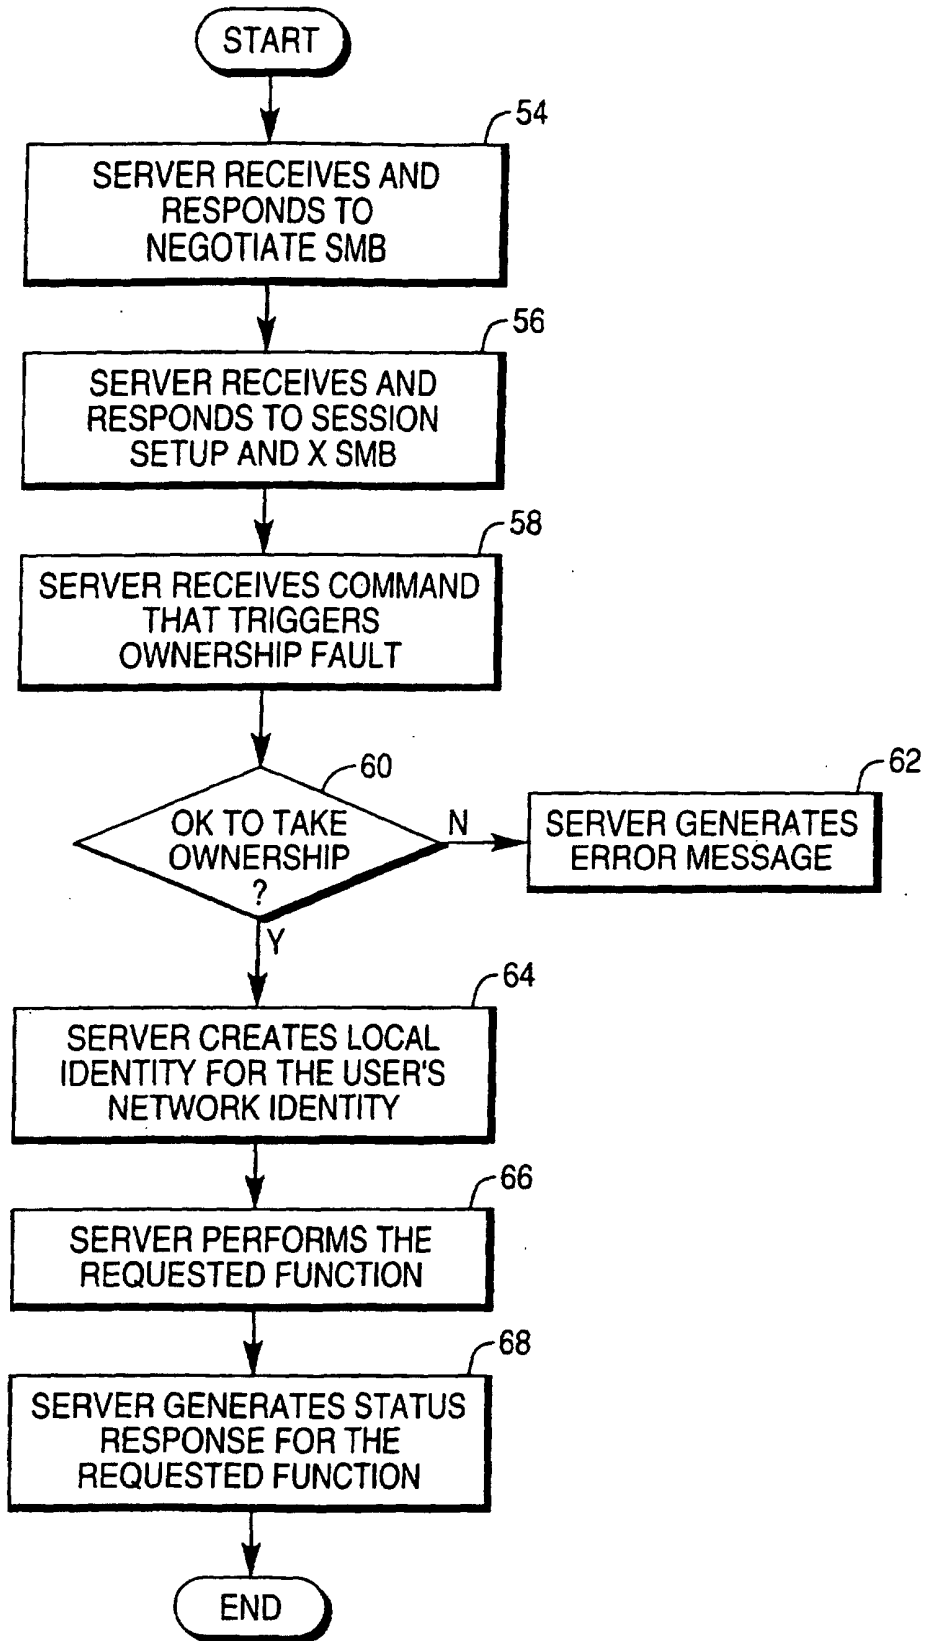 START
54
SERVER RECEIVES AND
RESPONDS TO
NEGOTIATE SMB
56
SERVER RECEIVES AND
RESPONDS TO SESSION
SETUP AND X SMB
58
SERVER RECEIVES COMMAND
THAT TRIGGERS
OWNERSHIP FAULT
60
OK TO TAKE
OWNERSHIP
?
N
62
SERVER GENERATES
ERROR MESSAGE
Y
64
SERVER CREATES LOCAL
IDENTITY FOR THE USER'S
NETWORK IDENTITY
66
SERVER PERFORMS THE
REQUESTED FUNCTION
68
SERVER GENERATES STATUS
RESPONSE FOR THE
REQUESTED FUNCTION
END